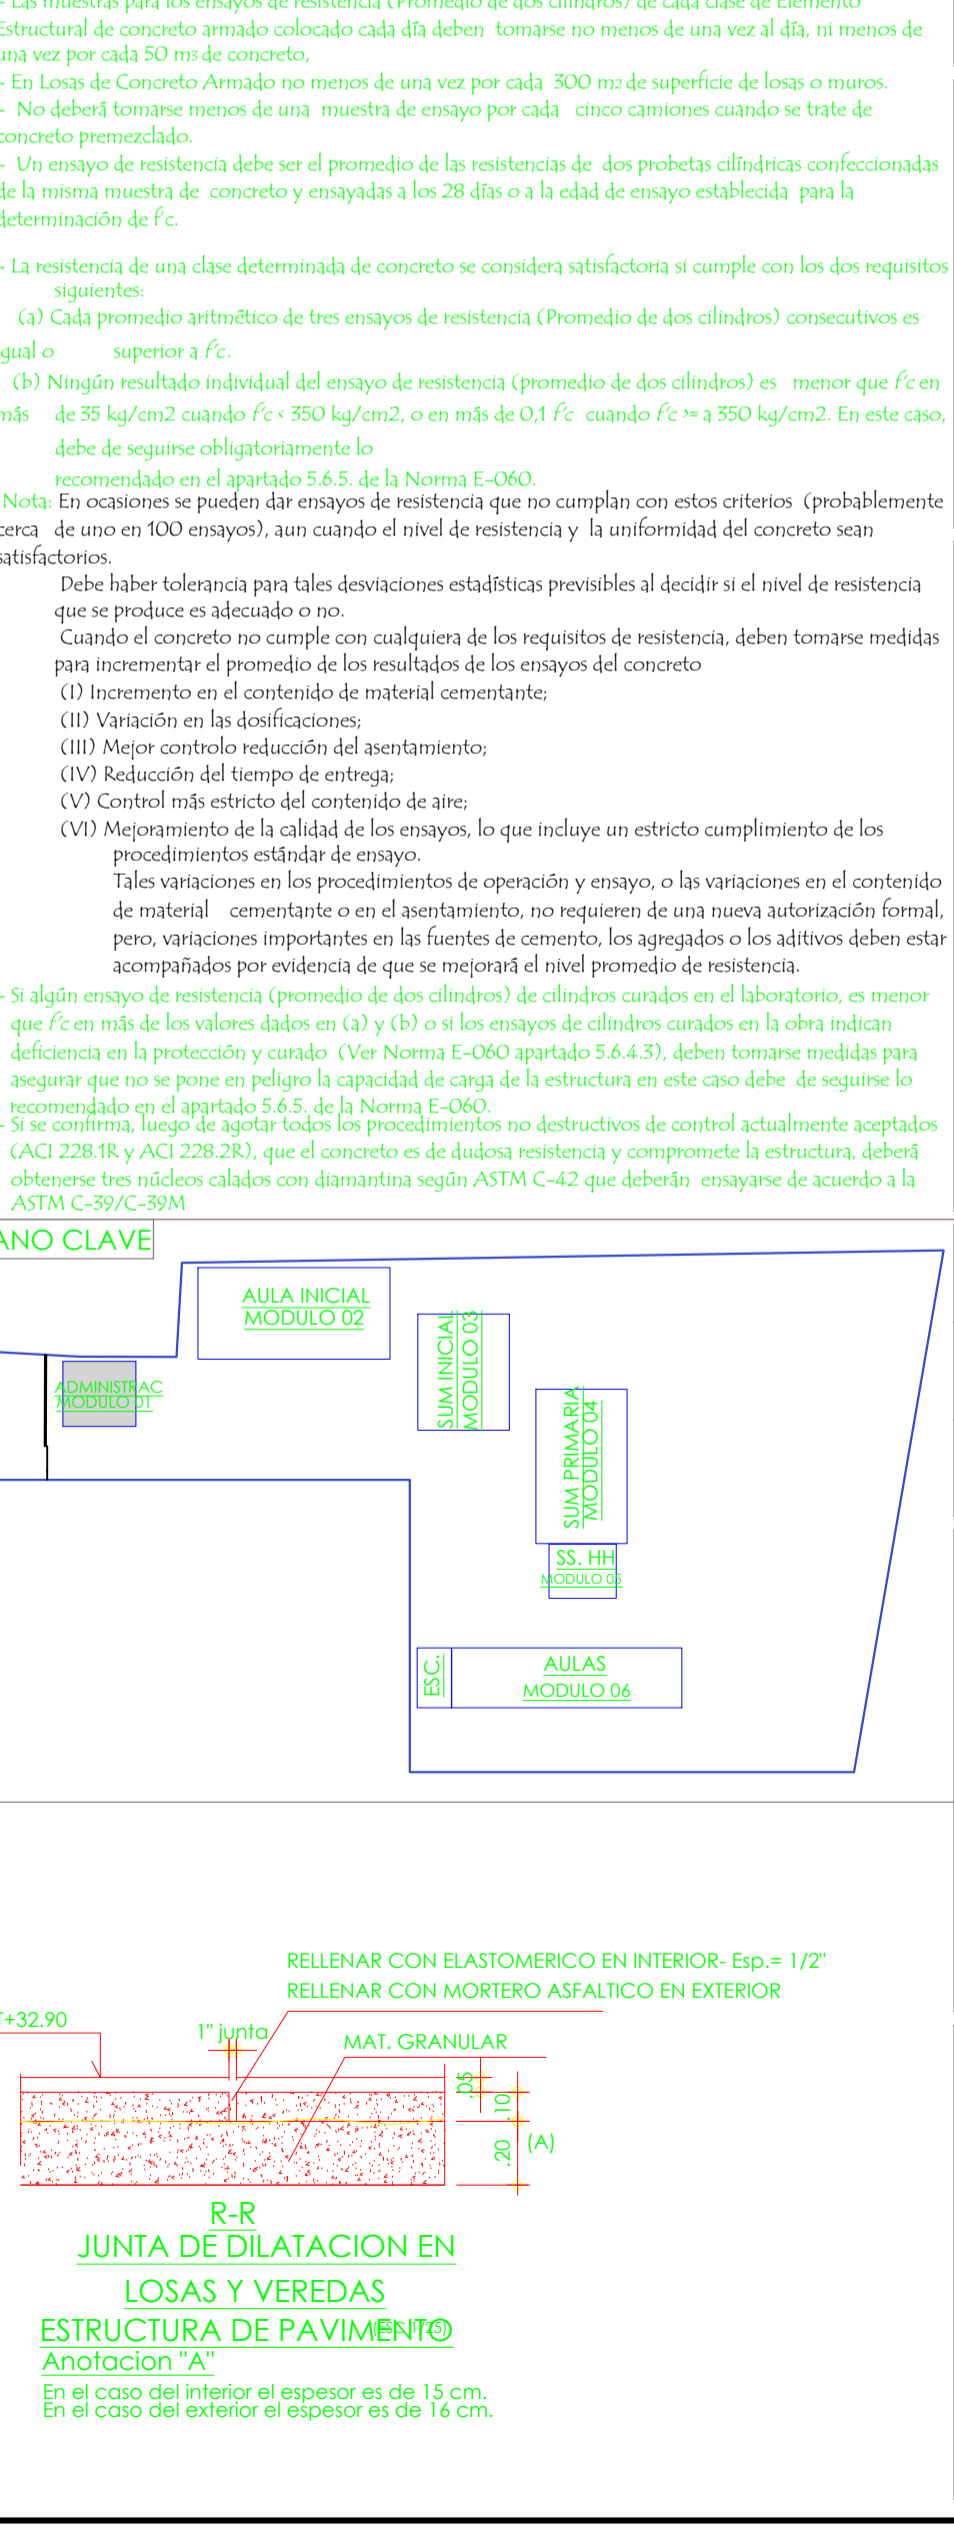 - Las muestras para los ensayos de resistencia (Promedio de dos cilindros) de cada clase de Elemento
Estructural de concreto armado colocado cada día deben tomarse no menos de una vez al día, ni menos de
una vez por cada 50 m3 de concreto,
- En Losas de Concreto Armado no menos de una vez por cada 300 m2 de superficie de losas o muros.
- No deberá tomarse menos de una muestra de ensayo por cada cinco camiones cuando se trate de
concreto premezclado.
- Un ensayo de resistencia debe ser el promedio de las resistencias de dos probetas cilíndricas confeccionadas
de la misma muestra de concreto y ensayadas a los 28 días o a la edad de ensayo establecida para la
determinación de f'c.
- La resistencia de una clase determinada de concreto se considera satisfactoria si cumple con los dos requisitos
siguientes:
(a) Cada promedio aritmético de tres ensayos de resistencia (Promedio de dos cilindros) consecutivos es
igual o superior a f'c.
(b) Ningún resultado individual del ensayo de resistencia (promedio de dos cilindros) es menor que f'c en
más de 35 kg/cm2 cuando f'c < 350 kg/cm2, o en más de 0,1 f'c cuando f'c >= a 350 kg/cm2. En este caso,
debe de seguirse obligatoriamente lo
recomendado en el apartado 5.6.5. de la Norma E-060.
Nota: En ocasiones se pueden dar ensayos de resistencia que no cumplan con estos criterios (probablemente
cerca de uno en 100 ensayos), aun cuando el nivel de resistencia y la uniformidad del concreto sean
satisfactorios.
Debe haber tolerancia para tales desviaciones estadísticas previsibles al decidir si el nivel de resistencia
que se produce es adecuado o no.
Cuando el concreto no cumple con cualquiera de los requisitos de resistencia, deben tomarse medidas
para incrementar el promedio de los resultados de los ensayos del concreto
(I) Incremento en el contenido de material cementante;
(II) Variación en las dosificaciones;
(III) Mejor controlo reducción del asentamiento;
(IV) Reducción del tiempo de entrega;
(V) Control más estricto del contenido de aire;
(VI) Mejoramiento de la calidad de los ensayos, lo que incluye un estricto cumplimiento de los
procedimientos estándar de ensayo.
Tales variaciones en los procedimientos de operación y ensayo, o las variaciones en el contenido
de material cementante o en el asentamiento, no requieren de una nueva autorización formal,
pero, variaciones importantes en las fuentes de cemento, los agregados o los aditivos deben estar
acompañados por evidencia de que se mejorará el nivel promedio de resistencia.
- Si algún ensayo de resistencia (promedio de dos cilindros) de cilindros curados en el laboratorio, es menor
que f'c en más de los valores dados en (a) y (b) o si los ensayos de cilindros curados en la obra indican
deficiencia en la protección y curado (Ver Norma E-060 apartado 5.6.4.3), deben tomarse medidas para
asegurar que no se pone en peligro la capacidad de carga de la estructura en este caso debe de seguirse lo
recomendado en el apartado 5.6.5. de la Norma E-060.
- Si se confirma, luego de agotar todos los procedimientos no destructivos de control actualmente aceptados
(ACI 228.1R y ACI 228.2R), que el concreto es de dudosa resistencia y compromete la estructura, deberá
obtenerse tres núcleos calados con diamantina según ASTM C-42 que deberán ensayarse de acuerdo a la
ASTM C-39/C-39M
ANO CLAVE
AULA INICIAL
MODULO 02
SUM INICIAL
MODULO 03
ADMINISTRAC
MODULO 01
SUM PRIMARIA
MODULO 04
SS. HH
MODULO 05
ESC.
AULAS
MODULO 06
RELLENAR CON ELASTOMERICO EN INTERIOR- Esp.= 1/2"
RELLENAR CON MORTERO ASFALTICO EN EXTERIOR
T+32.90
1" junta
MAT. GRANULAR
.05
.10
.20
(A)
R-R
JUNTA DE DILATACION EN
LOSAS Y VEREDAS
ESTRUCTURA DE PAVIMENTO
(ESC. 1/25)
Anotacion "A"
En el caso del interior el espesor es de 15 cm.
En el caso del exterior el espesor es de 16 cm.